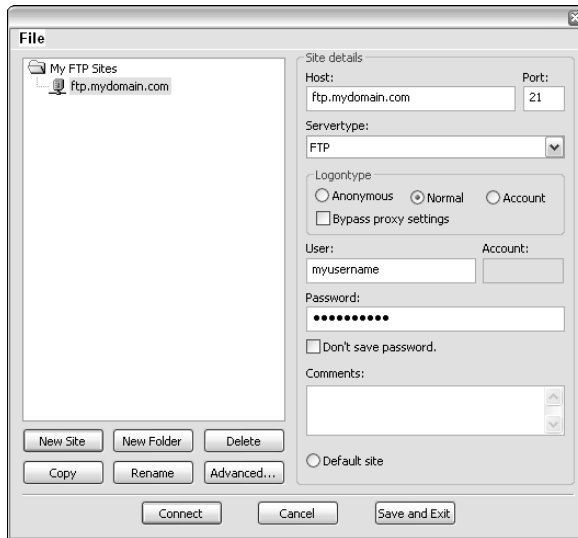 File
My FTP Sites
ftp.mydomain.com
New Site New Folder Delete
Copy Rename Advanced...
Site details
Host: Port:
ftp.mydomain.com 21
Servertype:
FTP
Logontype
Anonymous Normal Account
Bypass proxy settings
User: Account:
myusername
Password:
●●●●●●●●●●
Don't save password.
Comments:
Default site
Connect Cancel Save and Exit